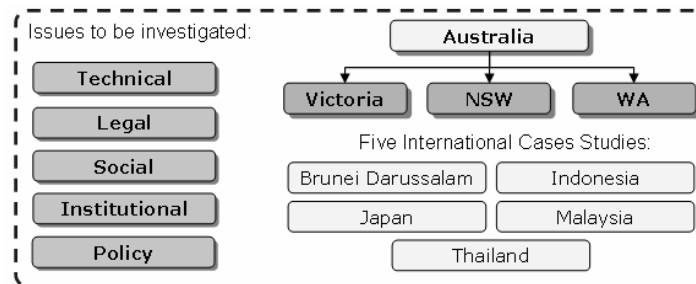 Issues to be investigated:
Technical
Legal
Social
Institutional
Policy
Australia
Victoria
NSW
WA
Five International Cases Studies:
Brunei Darussalam
Indonesia
Japan
Malaysia
Thailand